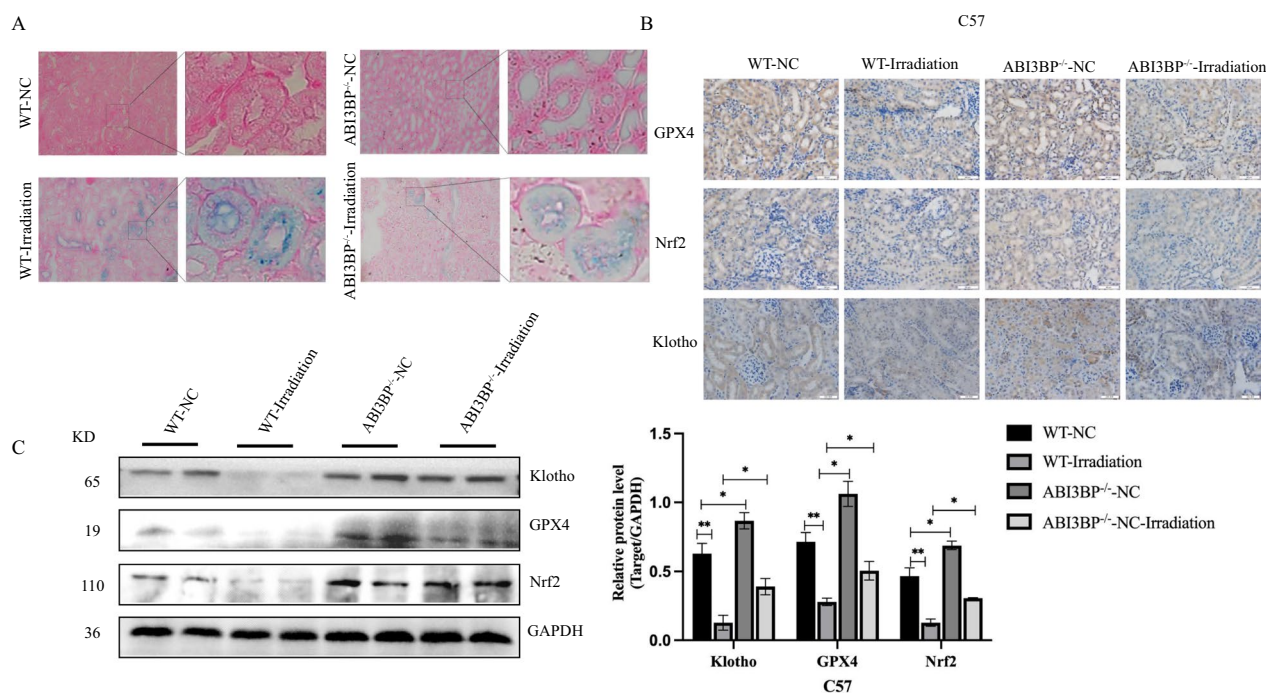 A
WT-NC
ABI3BP-/--NC
WT-Irradiation
ABI3BP-/--Irradiation
B
C57
WT-NC
WT-Irradiation
ABI3BP-/--NC
ABI3BP-/--Irradiation
GPX4
Nrf2
Klotho
C
KD
WT-NC
WT-Irradiation
ABI3BP-/--NC
ABI3BP-/--Irradiation
65
Klotho
19
GPX4
110
Nrf2
36
GAPDH
Relative protein level
(Target/GAPDH)
1.5
1.0
0.5
0.0
**
*
*
**
*
*
**
*
*
Klotho
GPX4
Nrf2
C57
WT-NC
WT-Irradiation
ABI3BP-/--NC
ABI3BP-/--NC-Irradiation